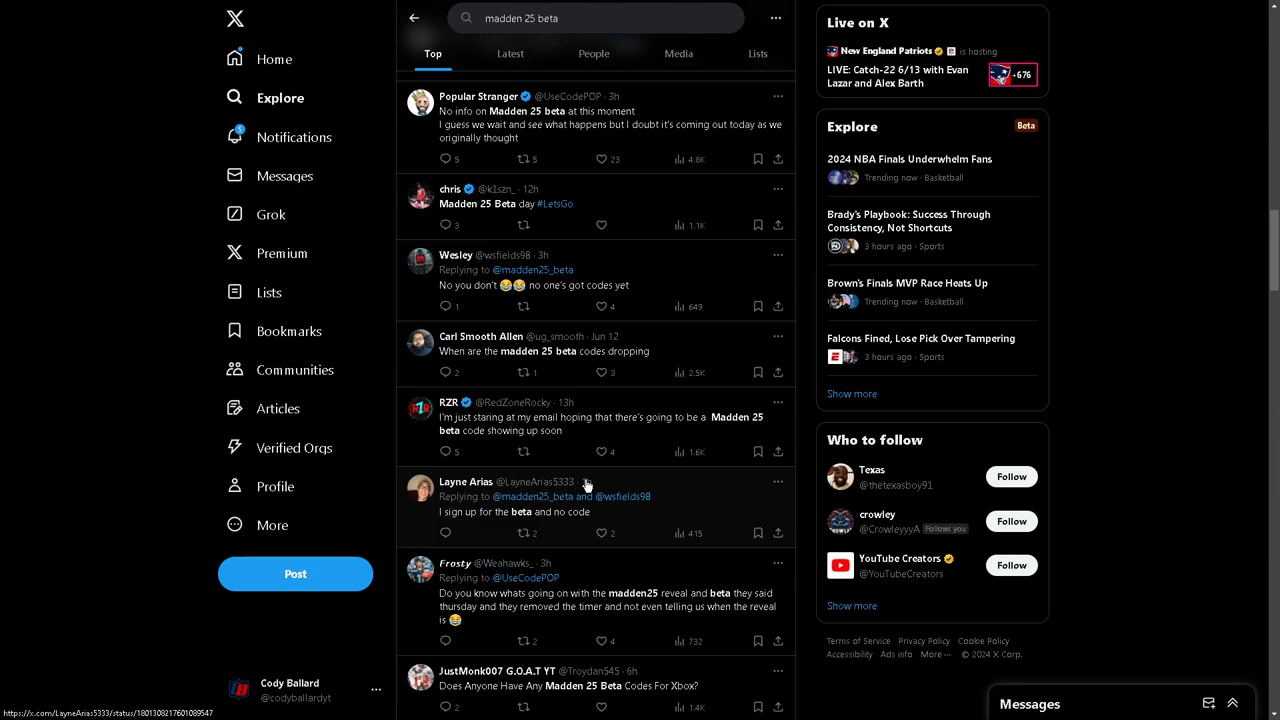 Home
Explore
5
Notifications
Messages
Grok
Premium
Lists
Bookmarks
Communities
Articles
Verified Orgs
Profile
More
Post
Cody Ballard
@codyballardyt
https://x.com/LayneArias5333/status/1801308217601089547
madden 25 beta
Top Latest People Media Lists
Popular Stranger @UseCodePOP · 3h
No info on Madden 25 beta at this moment
I guess we wait and see what happens but I doubt it's coming out today as we
originally thought
5 5 23 4.8K
chris @k1szn_ · 12h
Madden 25 Beta day #LetsGo
3 1.1K
Wesley @wsfields98 · 3h
Replying to @madden25_beta
No you don't 😂😂 no one's got codes yet
1 4 649
Carl Smooth Allen @ug_smooth · Jun 12
When are the madden 25 beta codes dropping
2 1 3 2.5K
RZR @RedZoneRocky · 13h
I'm just staring at my email hoping that there's going to be a Madden 25
beta code showing up soon
5 4 1.6K
Layne Arias @LayneArias5333 ·
Replying to @madden25_beta and @wsfields98
I sign up for the beta and no code
2 2 415
Frosty @Weahawks_ · 3h
Replying to @UseCodePOP
Do you know whats going on with the madden25 reveal and beta they said
thursday and they removed the timer and not even telling us when the reveal
is 😂
2 4 732
JustMonk007 G.O.A.T YT @Troydan545 · 6h
Does Anyone Have Any Madden 25 Beta Codes For Xbox?
2 1.4K
Live on X
New England Patriots is hosting
LIVE: Catch-22 6/13 with Evan
Lazar and Alex Barth
+676
Explore
Beta
2024 NBA Finals Underwhelm Fans
Trending now · Basketball
Brady's Playbook: Success Through
Consistency, Not Shortcuts
3 hours ago · Sports
Brown's Finals MVP Race Heats Up
Trending now · Basketball
Falcons Fined, Lose Pick Over Tampering
3 hours ago · Sports
Show more
Who to follow
Texas
@thetexasboy91
Follow
crowley
@CrowleyyyA Follows you
Follow
YouTube Creators
@YouTubeCreators
Follow
Show more
Terms of Service Privacy Policy Cookie Policy
Accessibility Ads info More ··· © 2024 X Corp.
Messages